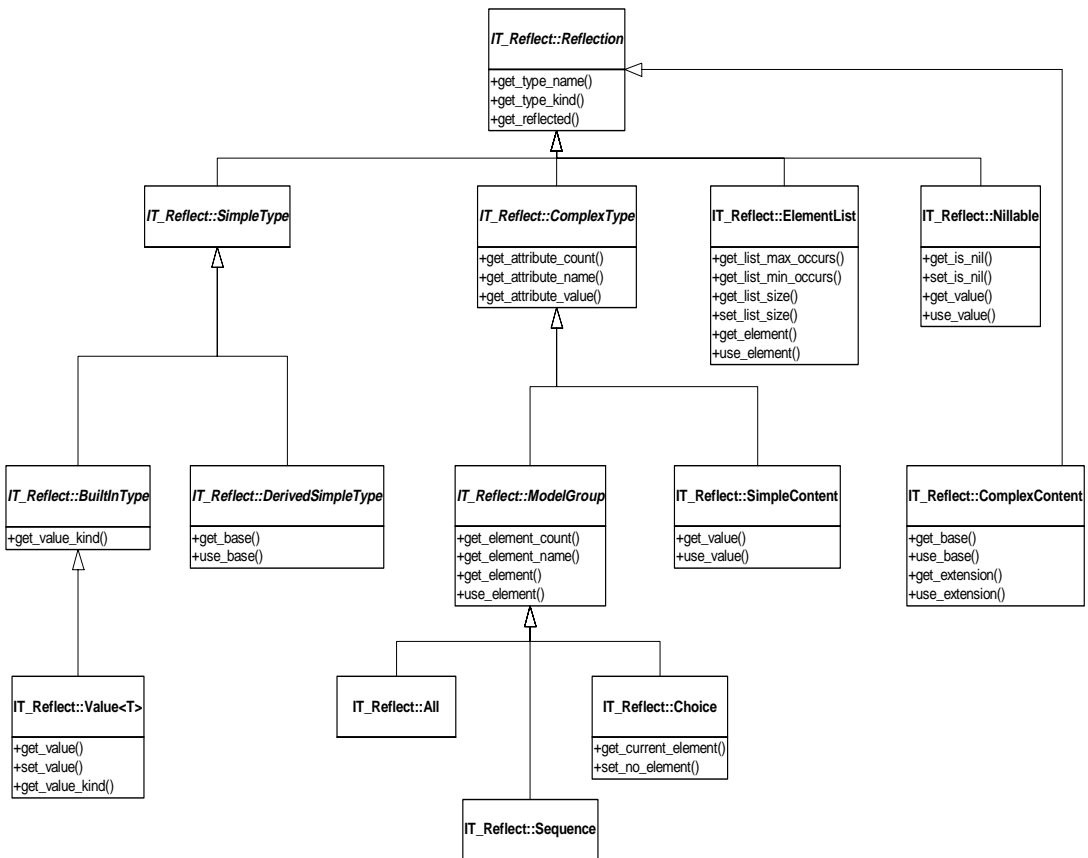 IT_Reflect::Reflection
+get_type_name()
+get_type_kind()
+get_reflected()
IT_Reflect::SimpleType
IT_Reflect::ComplexType
+get_attribute_count()
+get_attribute_name()
+get_attribute_value()
IT_Reflect::ElementList
+get_list_max_occurs()
+get_list_min_occurs()
+get_list_size()
+set_list_size()
+get_element()
+use_element()
IT_Reflect::Nillable
+get_is_nil()
+set_is_nil()
+get_value()
+use_value()
IT_Reflect::BuiltInType
+get_value_kind()
IT_Reflect::DerivedSimpleType
+get_base()
+use_base()
IT_Reflect::ModelGroup
+get_element_count()
+get_element_name()
+get_element()
+use_element()
IT_Reflect::SimpleContent
+get_value()
+use_value()
IT_Reflect::ComplexContent
+get_base()
+use_base()
+get_extension()
+use_extension()
IT_Reflect::Value<T>
+get_value()
+set_value()
+get_value_kind()
IT_Reflect::All
IT_Reflect::Choice
+get_current_element()
+set_no_element()
IT_Reflect::Sequence